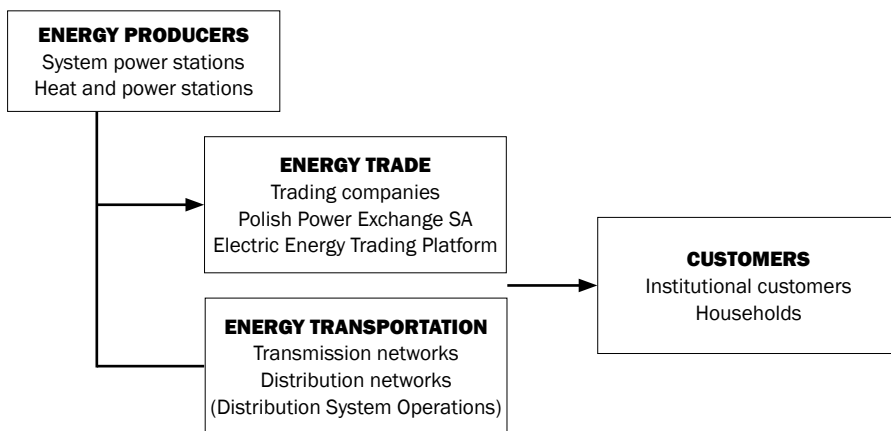 ENERGY PRODUCERS
System power stations
Heat and power stations
ENERGY TRADE
Trading companies
Polish Power Exchange SA
Electric Energy Trading Platform
ENERGY TRANSPORTATION
Transmission networks
Distribution networks
(Distribution System Operations)
CUSTOMERS
Institutional customers
Households